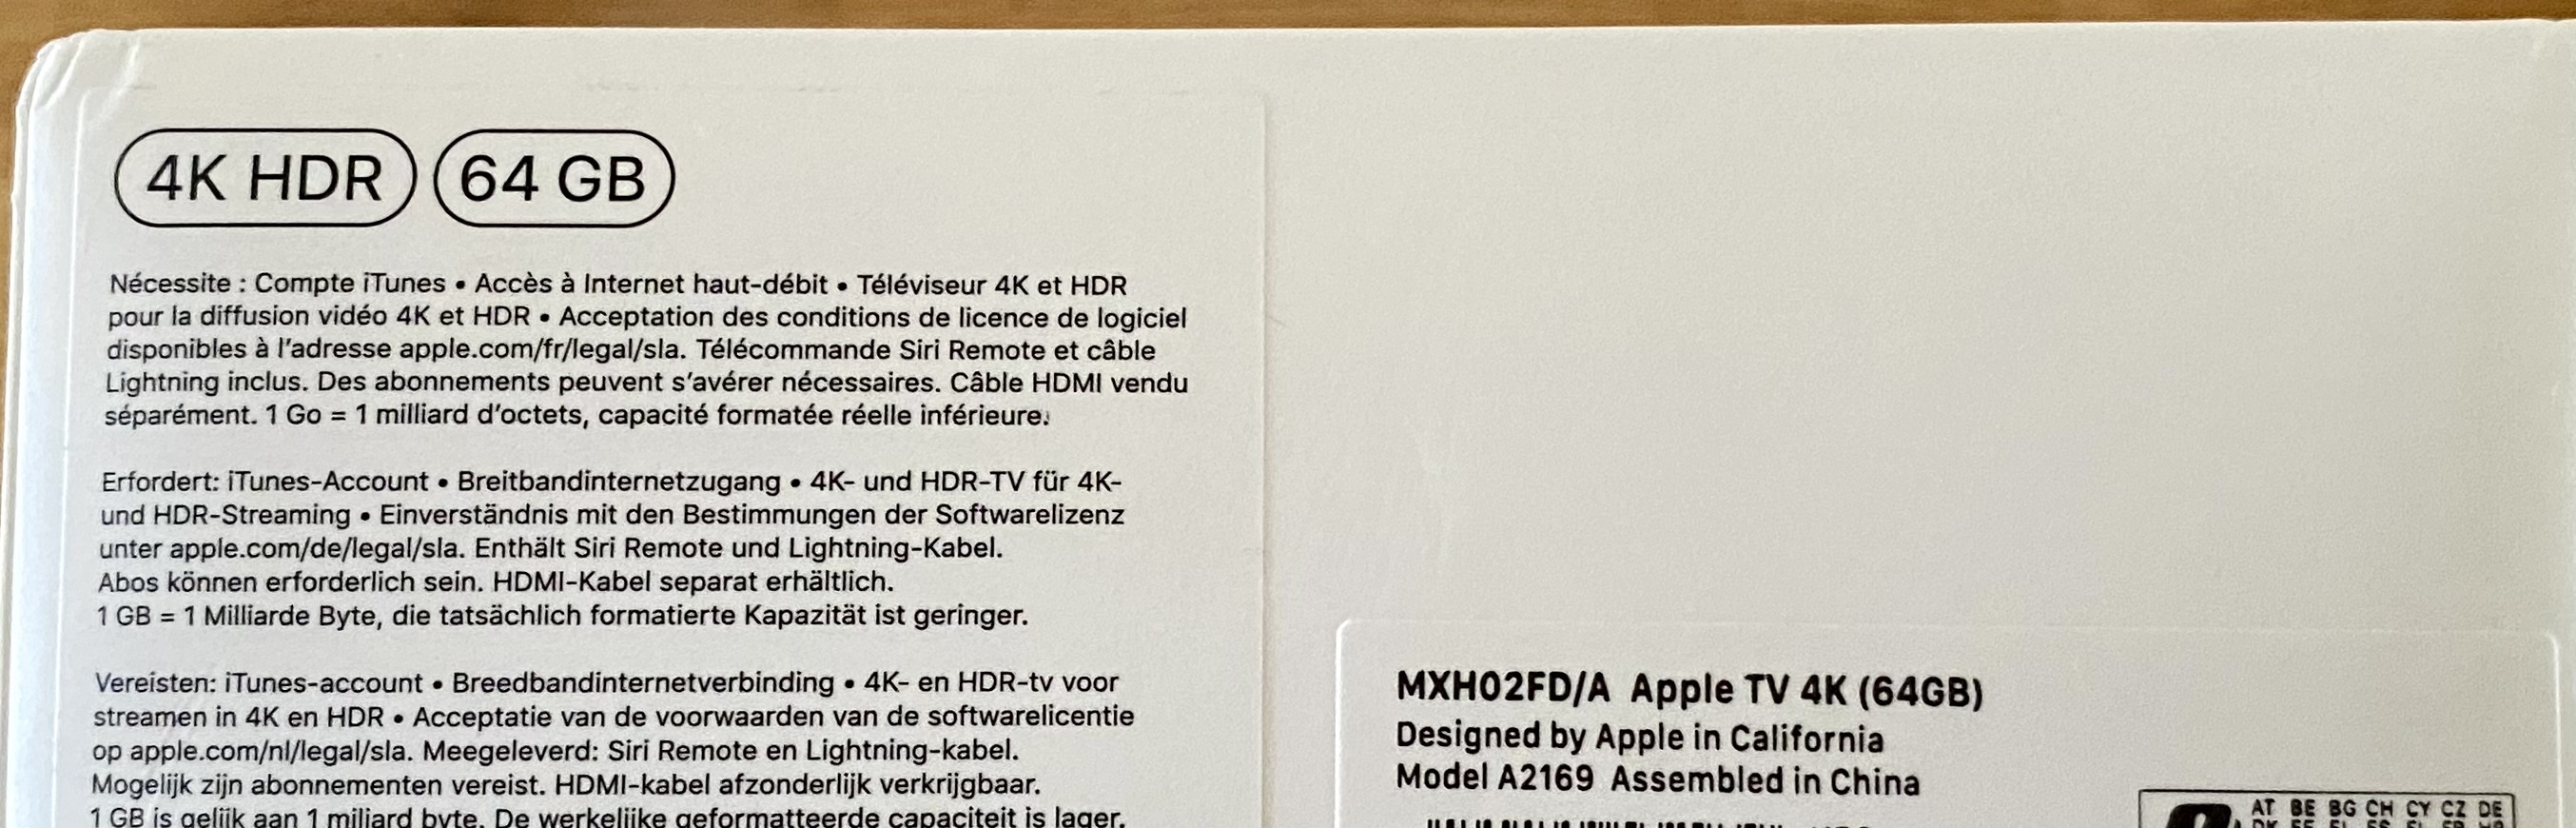 4K HDR 64 GB
Nécessite : Compte iTunes • Accès à Internet haut-débit • Téléviseur 4K et HDR
pour la diffusion vidéo 4K et HDR • Acceptation des conditions de licence de logiciel
disponibles à l'adresse apple.com/fr/legal/sla. Télécommande Siri Remote et câble
Lightning inclus. Des abonnements peuvent s'avérer nécessaires. Câble HDMI vendu
séparément. 1 Go = 1 milliard d'octets, capacité formatée réelle inférieure.
Erfordert: iTunes-Account • Breitbandinternetzugang • 4K- und HDR-TV für 4K-
und HDR-Streaming • Einverständnis mit den Bestimmungen der Softwarelizenz
unter apple.com/de/legal/sla. Enthält Siri Remote und Lightning-Kabel.
Abos können erforderlich sein. HDMI-Kabel separat erhältlich.
1 GB = 1 Milliarde Byte, die tatsächlich formatierte Kapazität ist geringer.
Vereisten: iTunes-account • Breedbandinternetverbinding • 4K- en HDR-tv voor
streamen in 4K en HDR • Acceptatie van de voorwaarden van de softwarelicentie
op apple.com/nl/legal/sla. Meegeleverd: Siri Remote en Lightning-kabel.
Mogelijk zijn abonnementen vereist. HDMI-kabel afzonderlijk verkrijgbaar.
1 GB is gelijk aan 1 miljard byte. De werkelijke geformatteerde capaciteit is lager.
MXH02FD/A Apple TV 4K (64GB)
Designed by Apple in California
Model A2169 Assembled in China
AT BE BG CH CY CZ DE